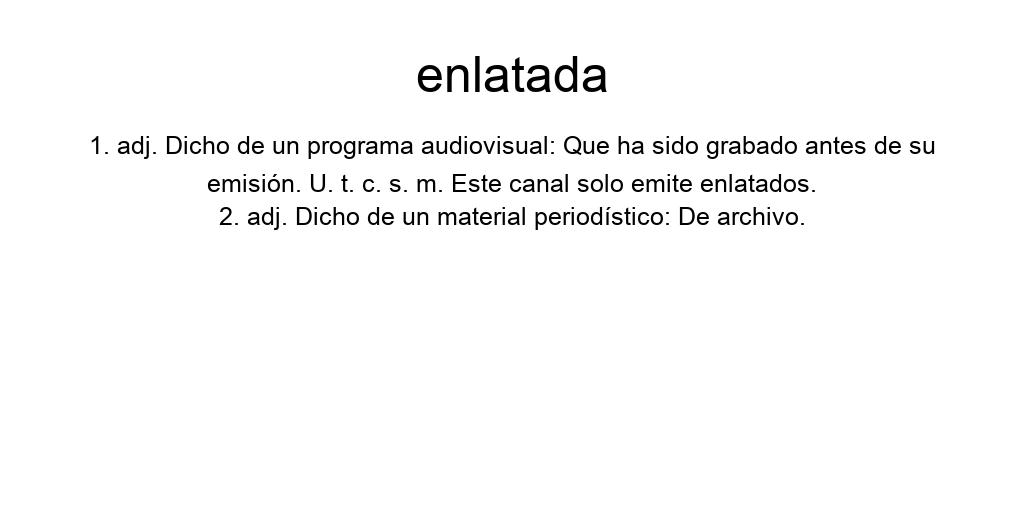 enlatada
1. adj. Dicho de un programa audiovisual: Que ha sido grabado antes de su
emisión. U. t. c. s. m. Este canal solo emite enlatados.
2. adj. Dicho de un material periodístico: De archivo.